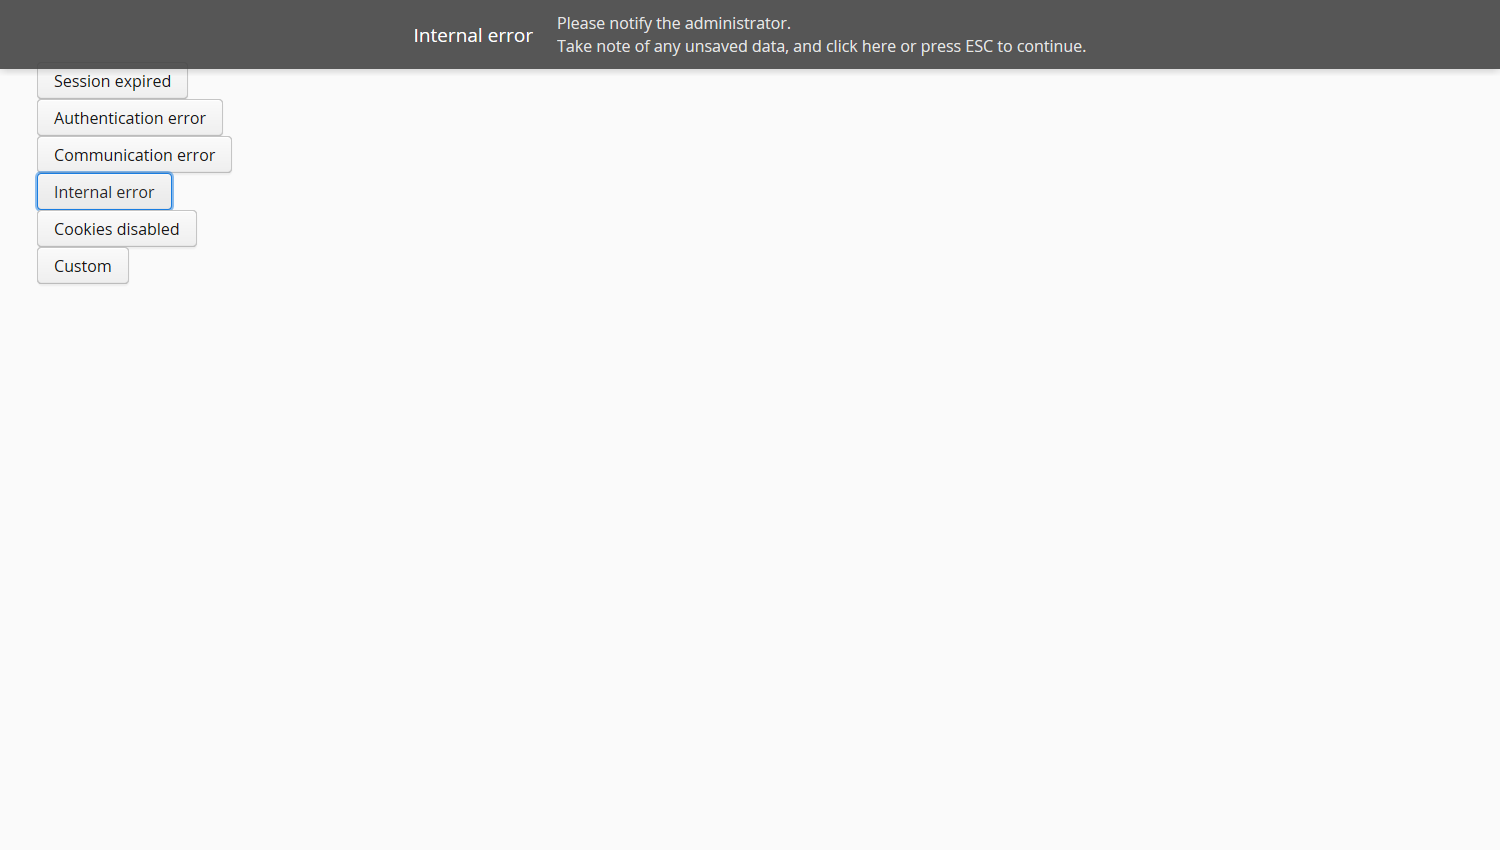 Internal error
Please notify the administrator.
Take note of any unsaved data, and click here or press ESC to continue.
Session expired
Authentication error
Communication error
Internal error
Cookies disabled
Custom